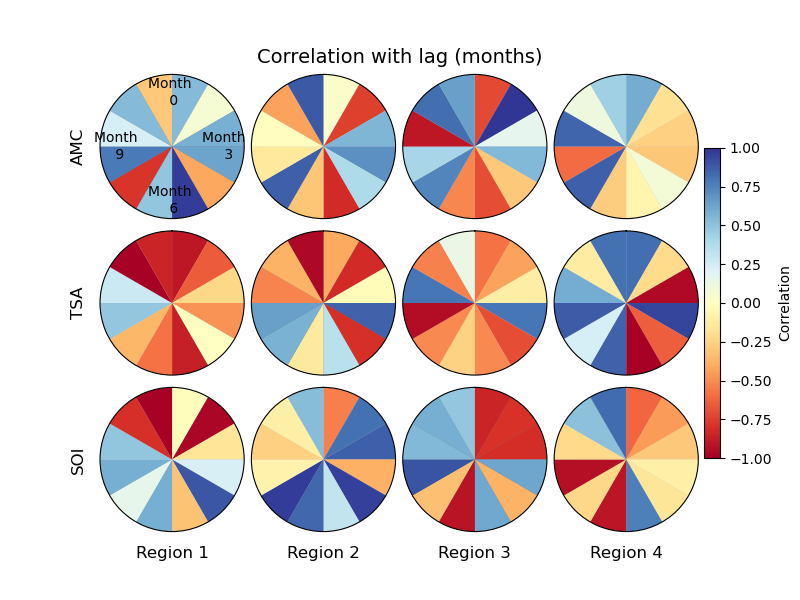 Correlation with lag (months)
AMC
Month
0
Month
3
Month
6
Month
9
TSA
SOI
Region 1
Region 2
Region 3
Region 4
1.00
0.75
0.50
0.25
0.00
−0.25
−0.50
−0.75
−1.00
Correlation